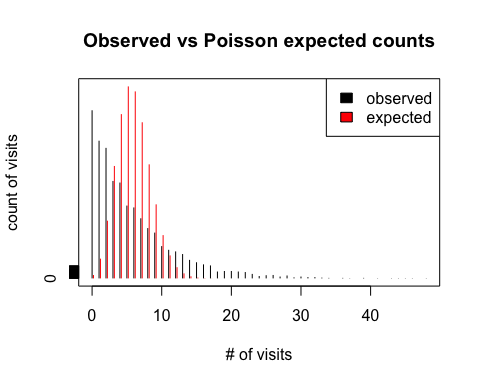 Observed vs Poisson expected counts
observed
expected
count of visits
0
0 10 20 30 40
# of visits